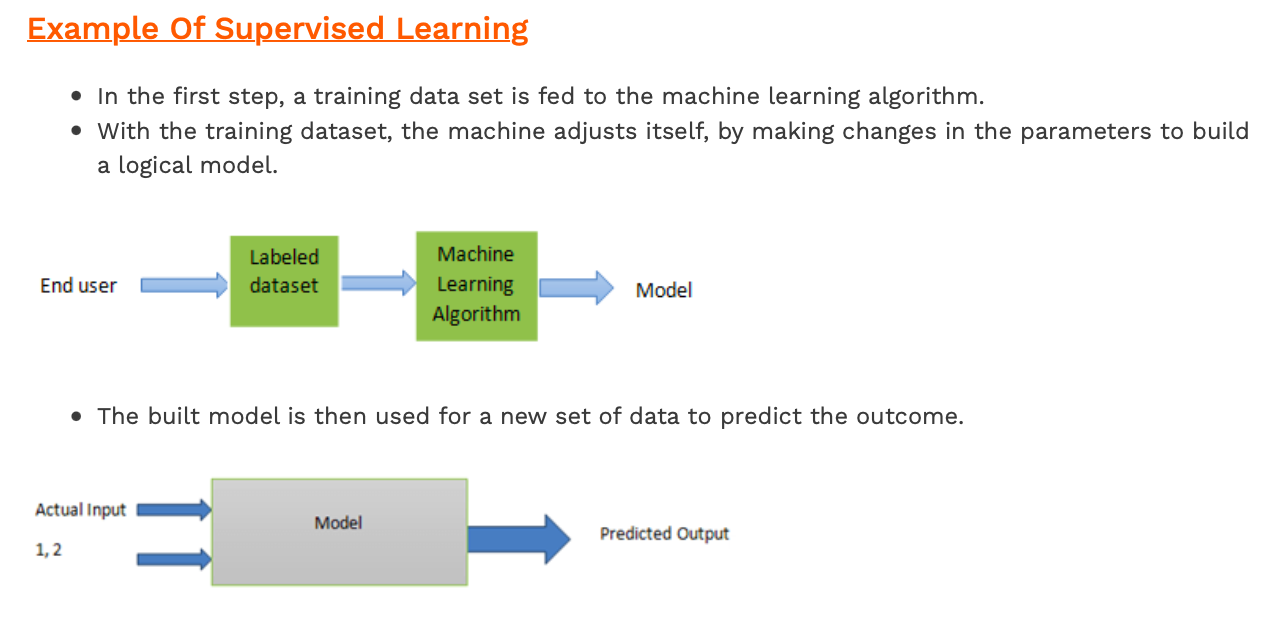 Example Of Supervised Learning
• In the first step, a training data set is fed to the machine learning algorithm.
• With the training dataset, the machine adjusts itself, by making changes in the parameters to build
a logical model.
End user
Labeled
dataset
Machine
Learning
Algorithm
Model
• The built model is then used for a new set of data to predict the outcome.
Actual Input
1, 2
Model
Predicted Output